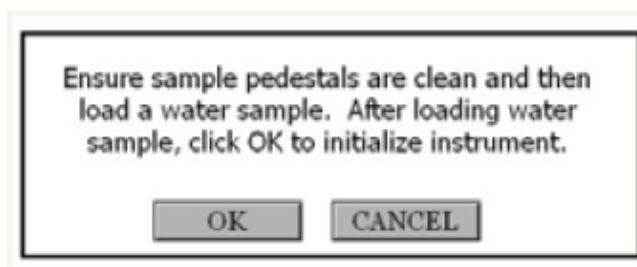 Ensure sample pedestals are clean and then
load a water sample. After loading water
sample, click OK to initialize instrument.
OK CANCEL